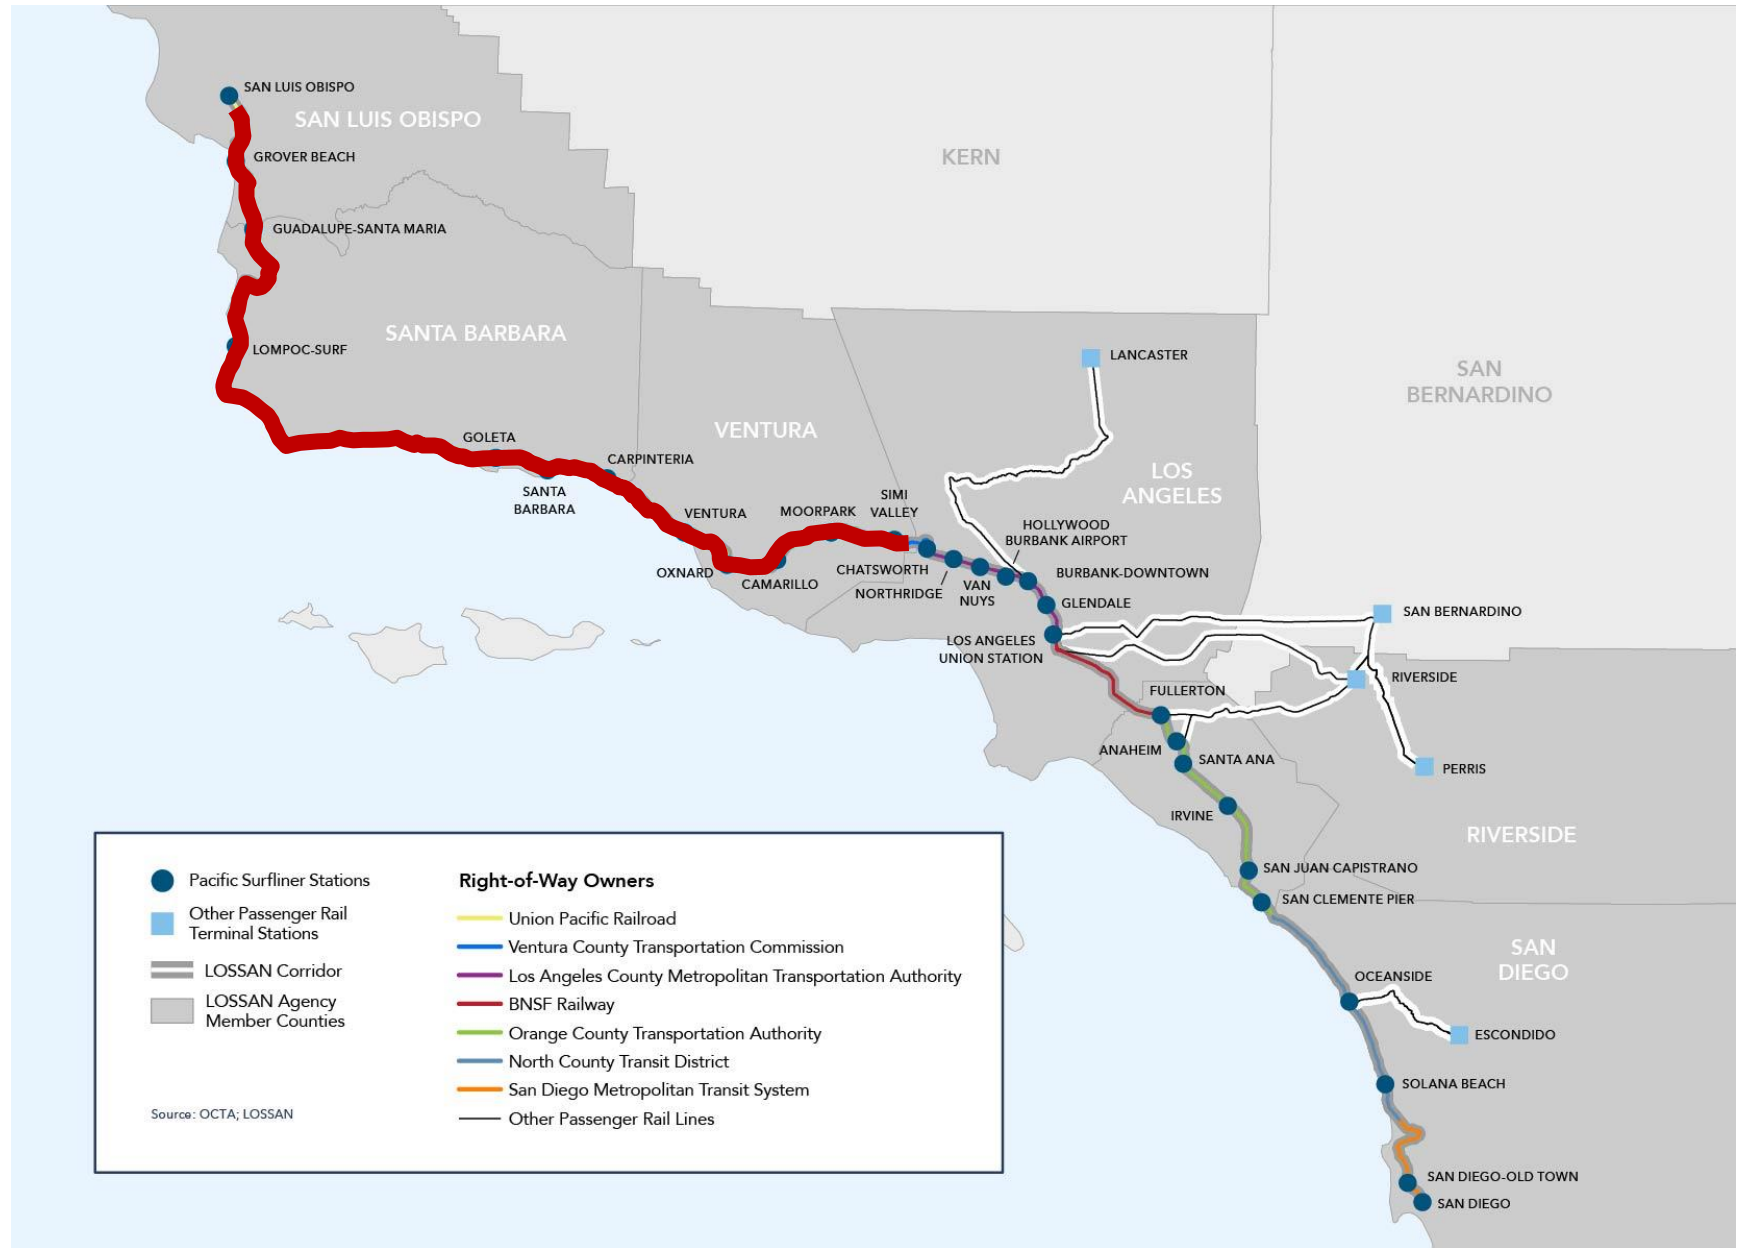 SAN LUIS OBISPO
SAN LUIS OBISPO
GROVER BEACH
KERN
GUADALUPE-SANTA MARIA
SANTA BARBARA
LOMPOC-SURF
LANCASTER
SAN
BERNARDINO
VENTURA
GOLETA
CARPINTERIA
LOS
ANGELES
SANTA
BARBARA
VENTURA
MOORPARK
SIMI
VALLEY
HOLLYWOOD
BURBANK AIRPORT
OXNARD
CAMARILLO
CHATSWORTH
NORTHRIDGE
VAN
NUYS
BURBANK-DOWNTOWN
GLENDALE
SAN BERNARDINO
LOS ANGELES
UNION STATION
RIVERSIDE
FULLERTON
ANAHEIM
SANTA ANA
PERRIS
IRVINE
RIVERSIDE
SAN JUAN CAPISTRANO
SAN CLEMENTE PIER
SAN
DIEGO
OCEANSIDE
ESCONDIDO
SOLANA BEACH
SAN DIEGO-OLD TOWN
SAN DIEGO
Pacific Surfliner Stations
Other Passenger Rail
Terminal Stations
LOSSAN Corridor
LOSSAN Agency
Member Counties
Source: OCTA; LOSSAN
Right-of-Way Owners
Union Pacific Railroad
Ventura County Transportation Commission
Los Angeles County Metropolitan Transportation Authority
BNSF Railway
Orange County Transportation Authority
North County Transit District
San Diego Metropolitan Transit System
Other Passenger Rail Lines